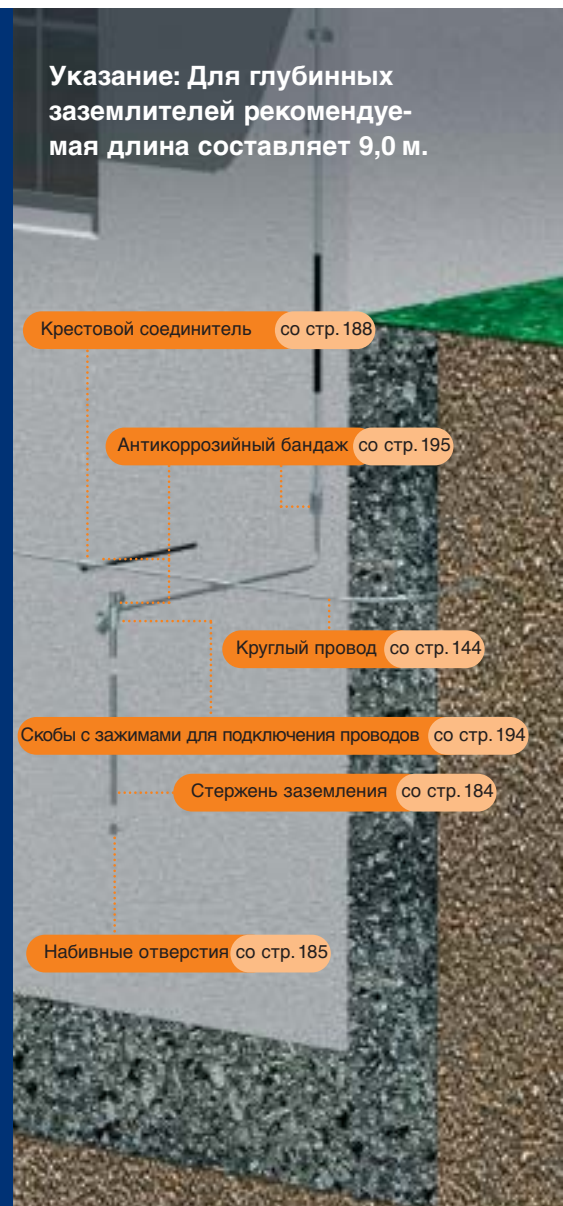 Указание: Для глубинных
заземлителей рекомендуе-
мая длина составляет 9,0 м.
Крестовой соединитель со стр. 188
Антикоррозийный бандаж со стр. 195
Круглый провод со стр. 144
Скобы с зажимами для подключения проводов со стр. 194
Стержень заземления со стр. 184
Набивные отверстия со стр. 185